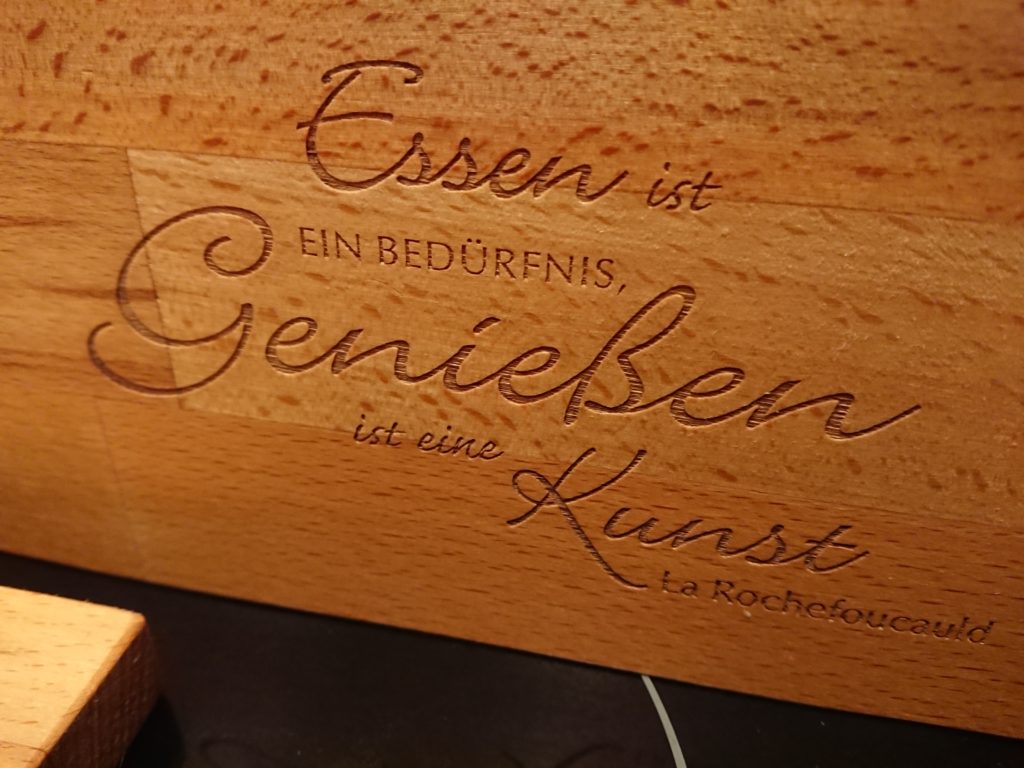 Essen ist
EIN BEDÜRFNIS,
Genießen
ist eine
Kunst
La Rochefoucauld